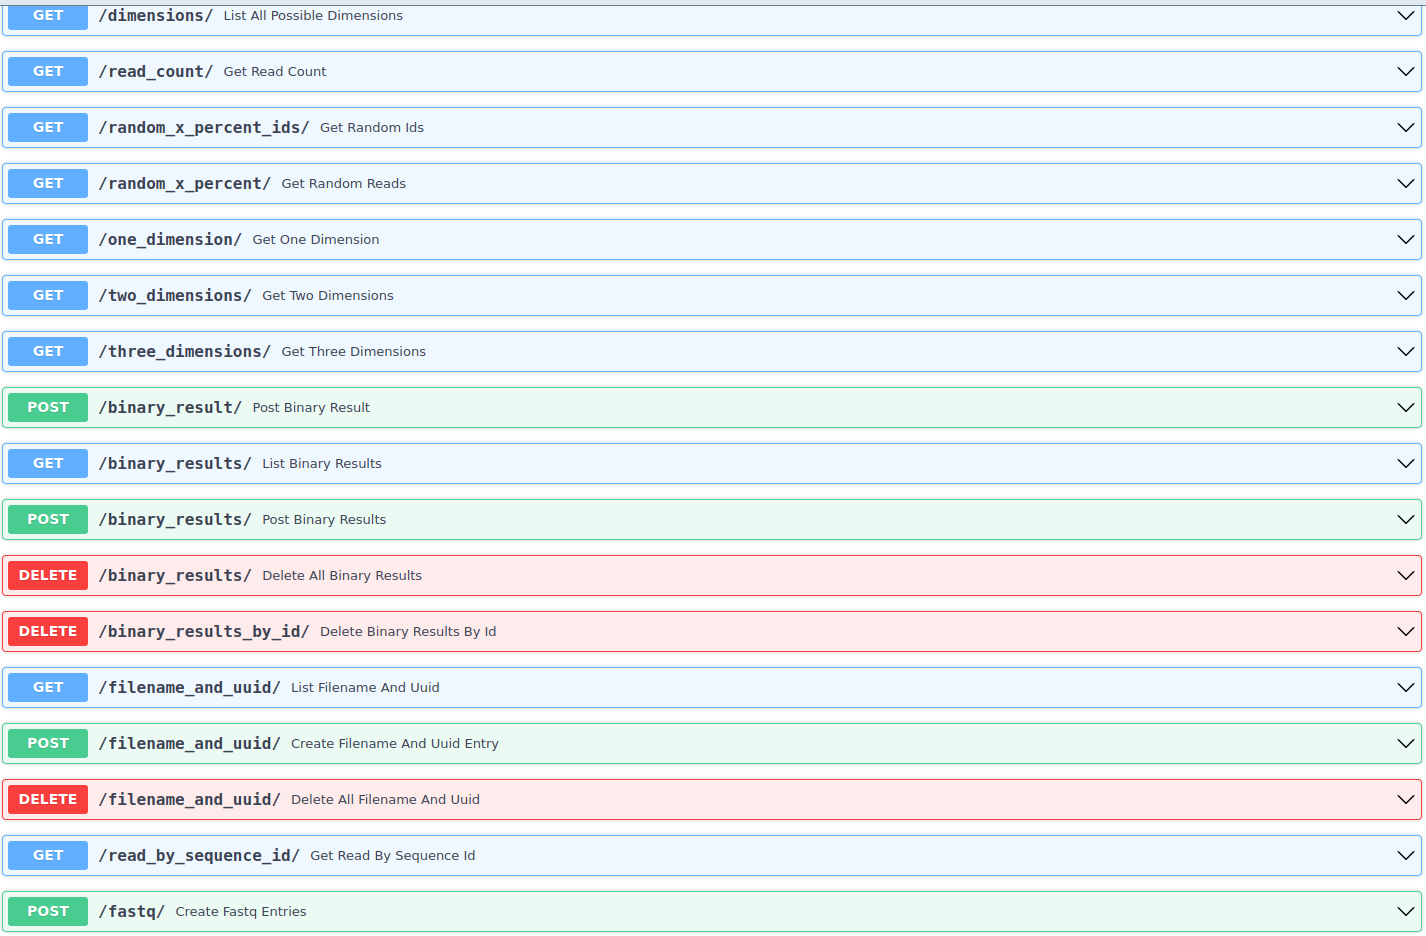 GET /dimensions/ List All Possible Dimensions
GET /read_count/ Get Read Count
GET /random_x_percent_ids/ Get Random Ids
GET /random_x_percent/ Get Random Reads
GET /one_dimension/ Get One Dimension
GET /two_dimensions/ Get Two Dimensions
GET /three_dimensions/ Get Three Dimensions
POST /binary_result/ Post Binary Result
GET /binary_results/ List Binary Results
POST /binary_results/ Post Binary Results
DELETE /binary_results/ Delete All Binary Results
DELETE /binary_results_by_id/ Delete Binary Results By Id
GET /filename_and_uuid/ List Filename And Uuid
POST /filename_and_uuid/ Create Filename And Uuid Entry
DELETE /filename_and_uuid/ Delete All Filename And Uuid
GET /read_by_sequence_id/ Get Read By Sequence Id
POST /fastq/ Create Fastq Entries